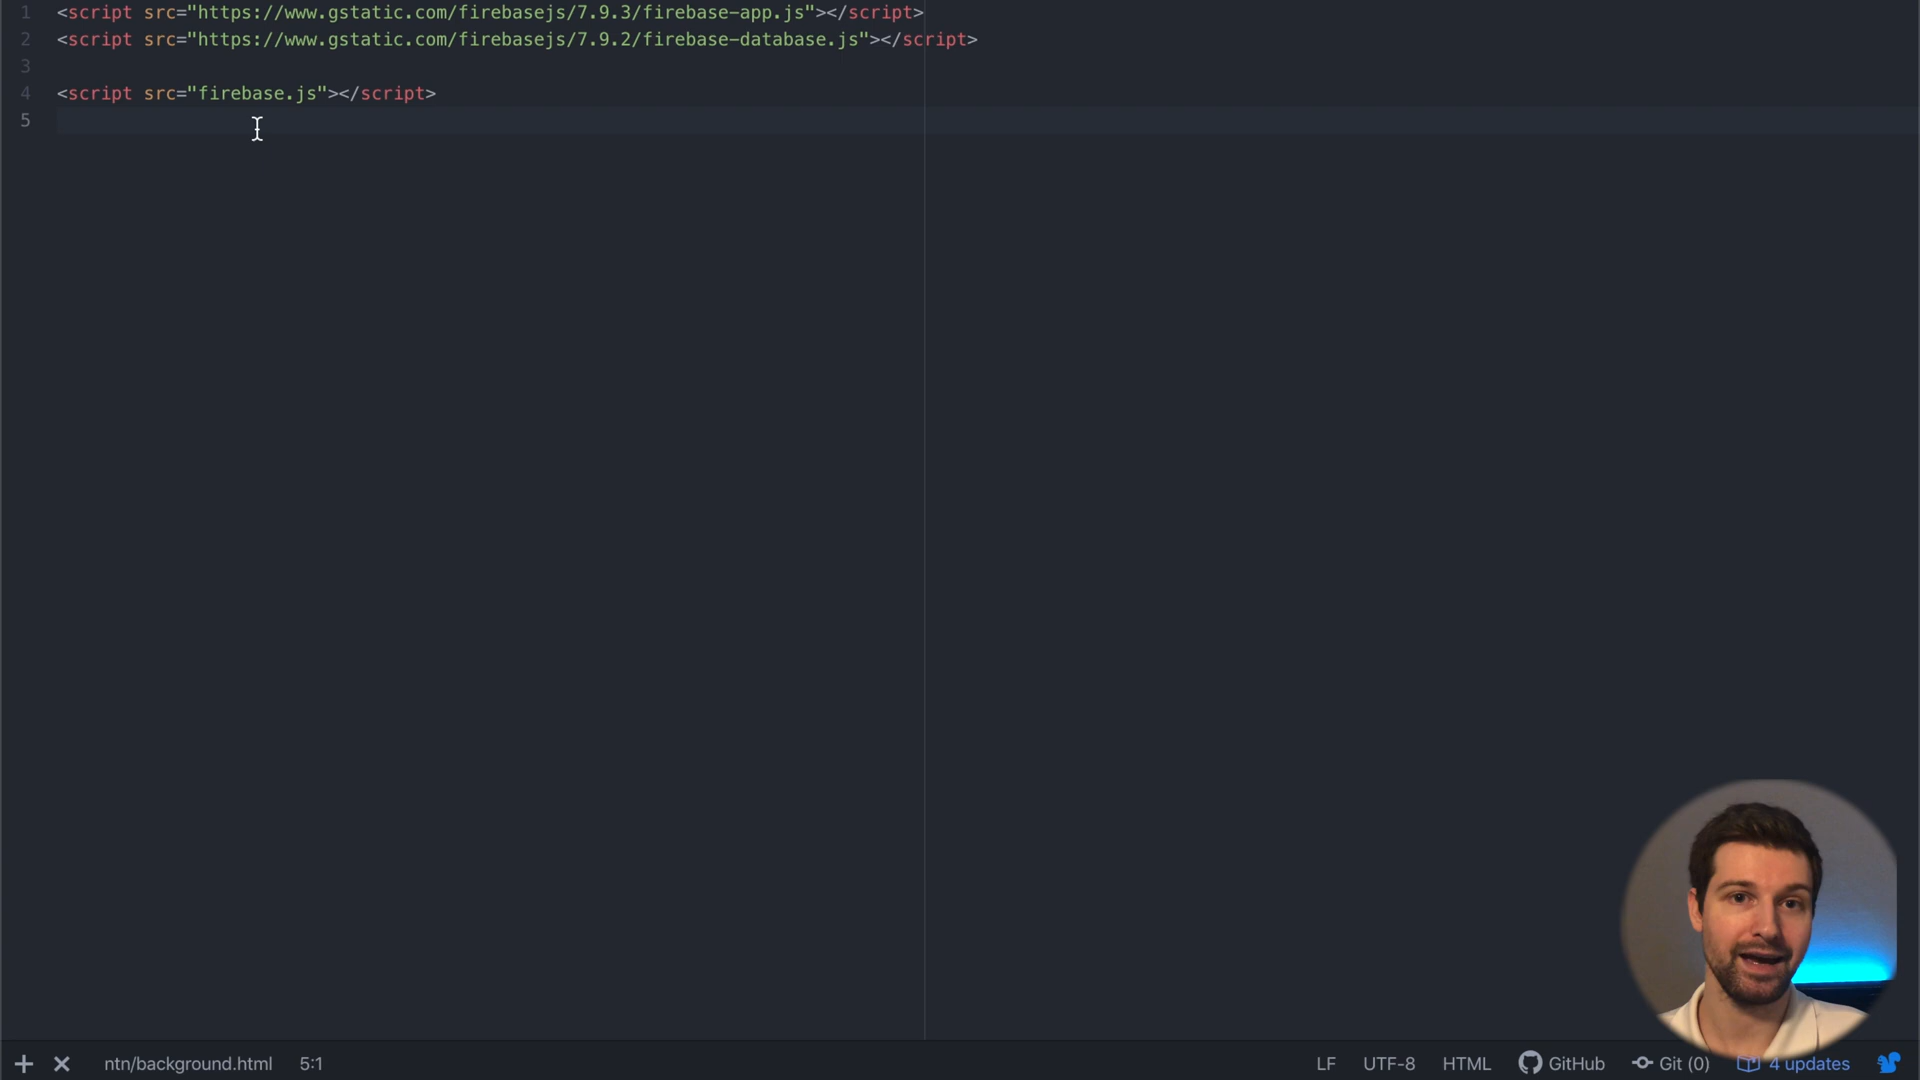 1 <script src="https://www.gstatic.com/firebasejs/7.9.3/firebase-app.js"></script>
2 <script src="https://www.gstatic.com/firebasejs/7.9.2/firebase-database.js"></script>
3
4 <script src="firebase.js"></script>
5
ntn/background.html 5:1 LF UTF-8 HTML GitHub Git (0) 4 updates